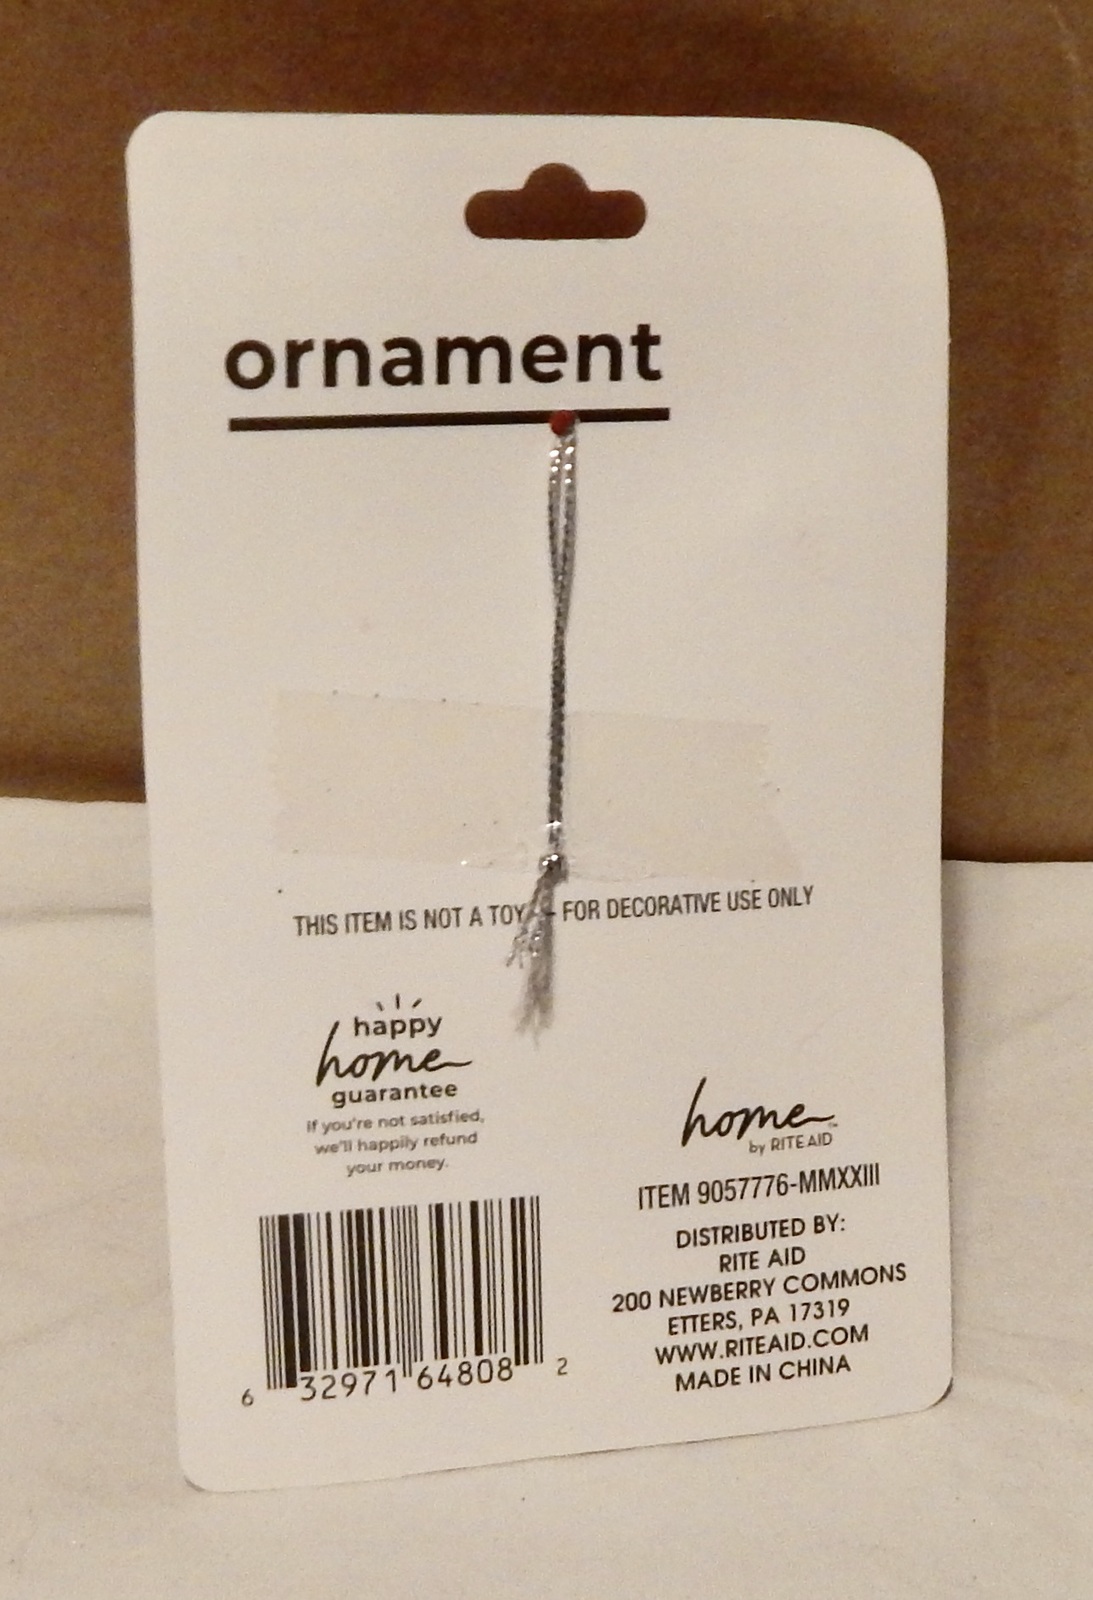 ornament
THIS ITEM IS NOT A TOY - FOR DECORATIVE USE ONLY
happy
home
guarantee
If you're not satisfied,
we'll happily refund
your money.
6 32971 64808 2
home™
by RITE AID
ITEM 9057776-MMXXIII
DISTRIBUTED BY:
RITE AID
200 NEWBERRY COMMONS
ETTERS, PA 17319
WWW.RITEAID.COM
MADE IN CHINA